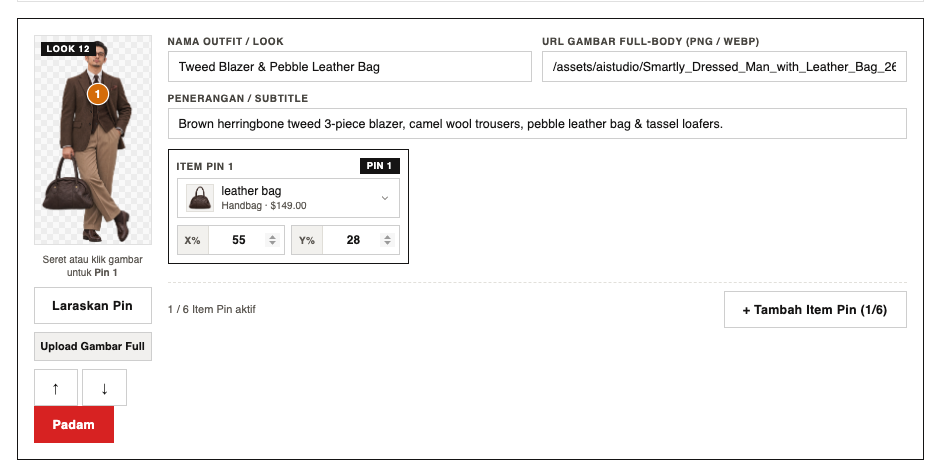 LOOK 12
1
Seret atau klik gambar
untuk Pin 1
Laraskan Pin
Upload Gambar Full
↑ ↓
Padam
NAMA OUTFIT / LOOK
Tweed Blazer & Pebble Leather Bag
URL GAMBAR FULL-BODY (PNG / WEBP)
/assets/aistudio/Smartly_Dressed_Man_with_Leather_Bag_26
PENERANGAN / SUBTITLE
Brown herringbone tweed 3-piece blazer, camel wool trousers, pebble leather bag & tassel loafers.
ITEM PIN 1
PIN 1
leather bag
Handbag · $149.00
X% 55
Y% 28
1 / 6 Item Pin aktif
+ Tambah Item Pin (1/6)